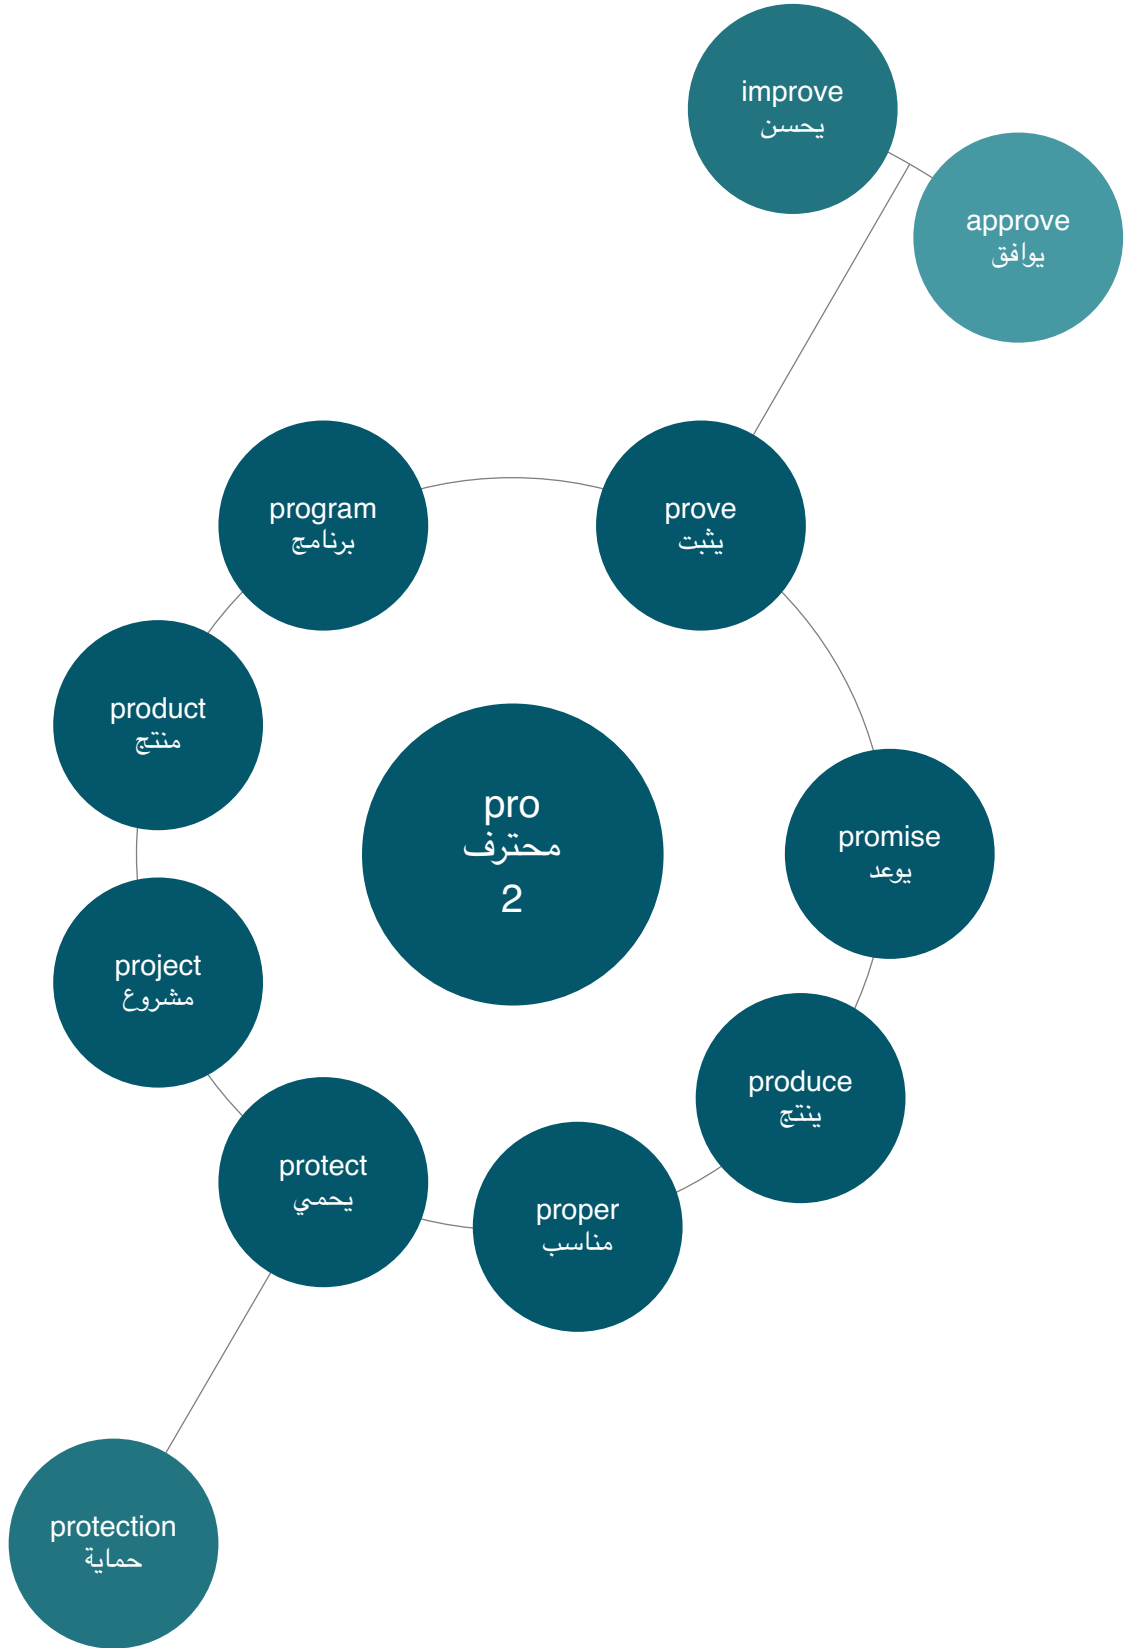 improve
يحسن
approve
يوافق
program
برنامج
prove
يثبت
product
منتج
pro
محترف
2
promise
يوعد
project
مشروع
produce
ينتج
protect
يحمي
proper
مناسب
protection
حماية